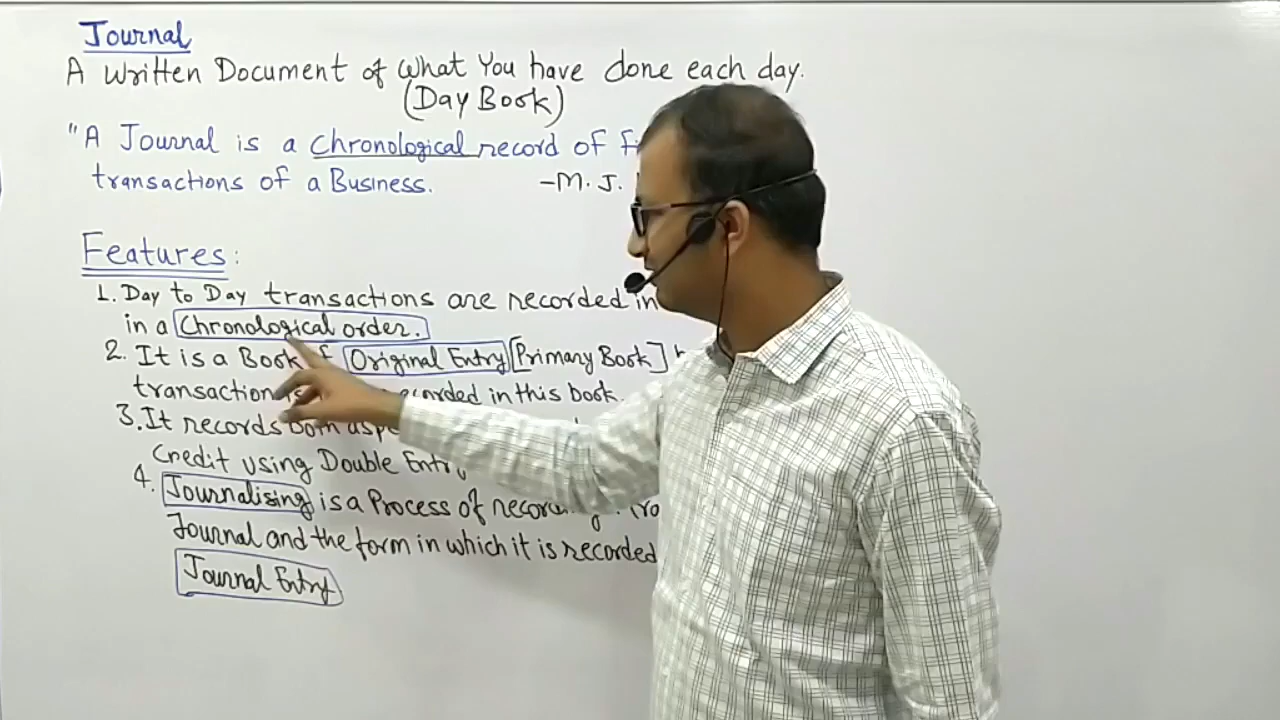 Journal
A Written Document of What You have done each day.
(Day Book)
"A Journal is a Chronological record of
transactions of a Business. -M. J.
Features:
1. Day to Day transactions are recorded in
in a Chronological order.
2. It is a Book of Original Entry [Primary Book]
transaction recorded in this book.
3. It records both
Credit using Double Entry
4. Journalising is a Process of
Journal and the form in which it is recorded
Journal Entry